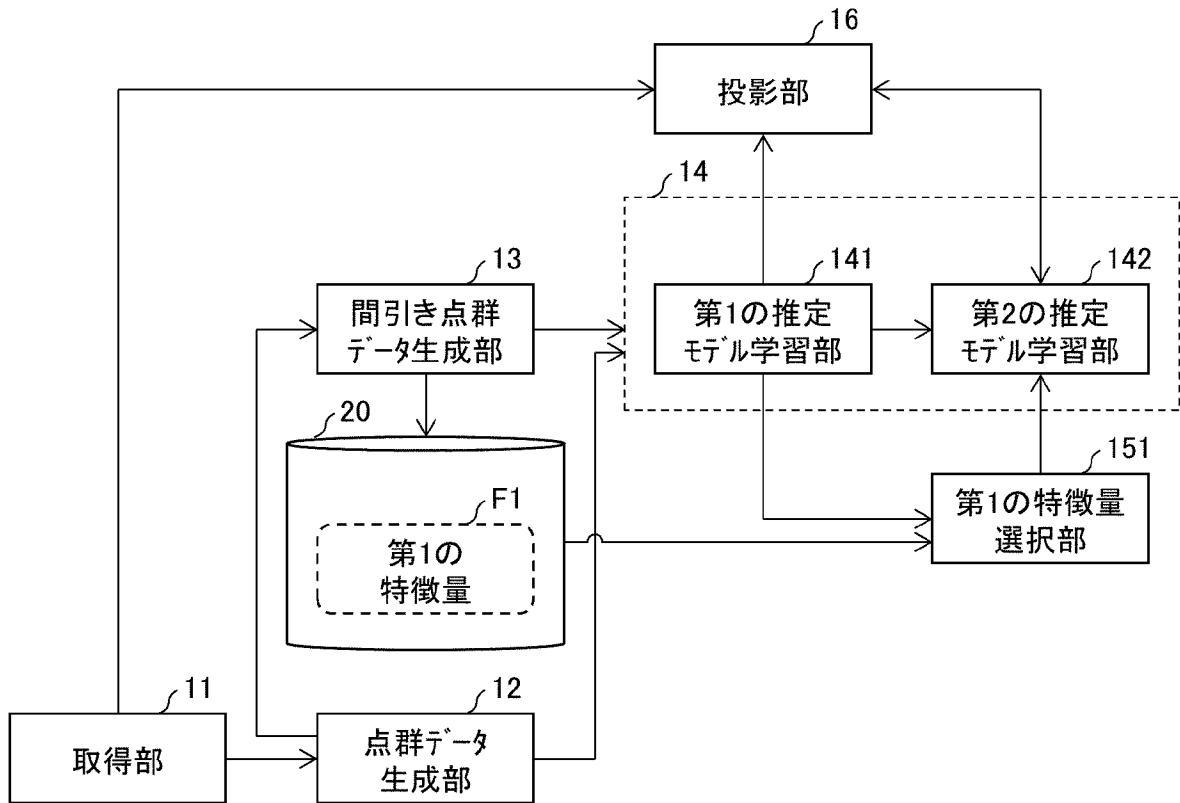 16
投影部
14
13
間引き点群
データ生成部
141
第1の推定
モデル学習部
142
第2の推定
モデル学習部
20
F1
第1の
特徴量
151
第1の特徴量
選択部
11
取得部
12
点群データ
生成部